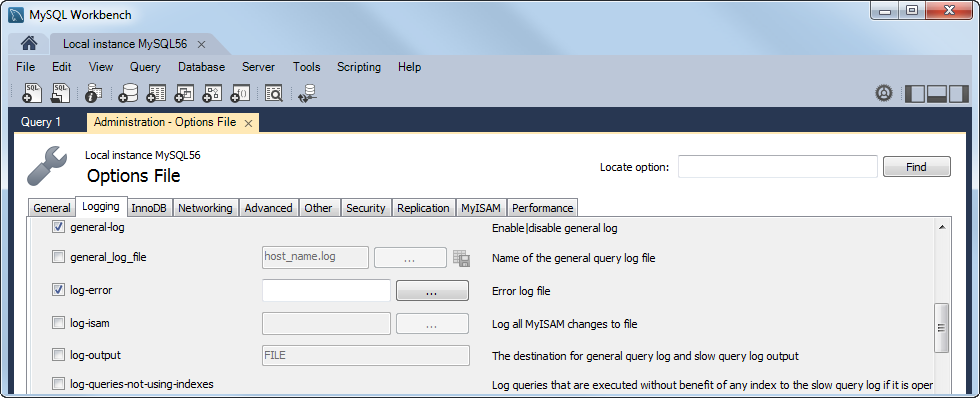 MySQL Workbench
Local instance MySQL56
File Edit View Query Database Server Tools Scripting Help
SQL SQL
Query 1 Administration - Options File
Local instance MySQL56
Options File
Locate option: Find
General Logging InnoDB Networking Advanced Other Security Replication MyISAM Performance
general-log Enable|disable general log
general_log_file host_name.log ... Name of the general query log file
log-error ... Error log file
log-isam ... Log all MyISAM changes to file
log-output FILE The destination for general query log and slow query log output
log-queries-not-using-indexes Log queries that are executed without benefit of any index to the slow query log if it is oper